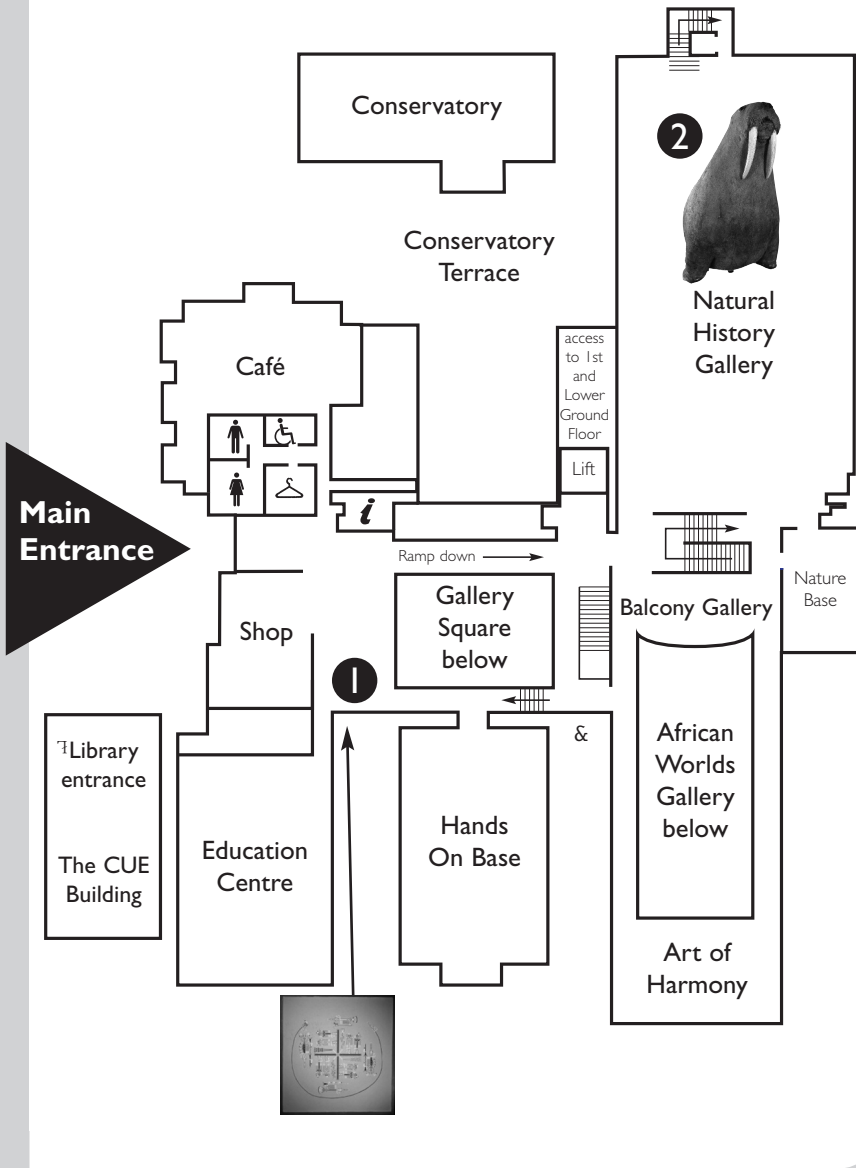 Conservatory
2
Conservatory
Terrace
Natural
History
Gallery
access
to 1st
and
Lower
Ground
Floor
Café
Lift
i
Main
Entrance
Ramp down
Nature
Base
Gallery
Square
below
Balcony Gallery
Shop
1
&
African
Worlds
Gallery
below
Library
entrance
The CUE
Building
Hands
On Base
Education
Centre
Art of
Harmony